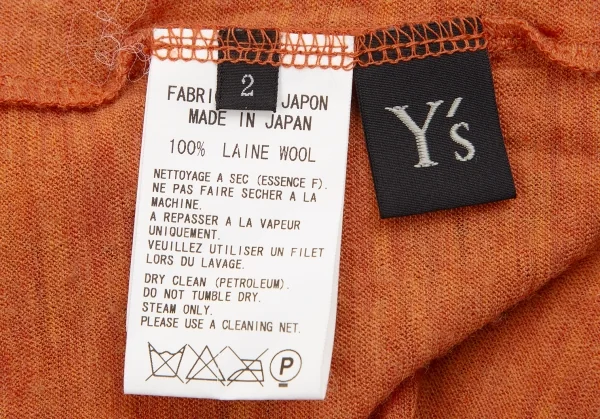 2
Y's
FABRI JAPON
MADE IN JAPAN
100% LAINE WOOL
NETTOYAGE A SEC (ESSENCE F).
NE PAS FAIRE SECHER A LA
MACHINE.
A REPASSER A LA VAPEUR
UNIQUEMENT.
VEUILLEZ UTILISER UN FILET
LORS DU LAVAGE.
DRY CLEAN (PETROLEUM).
DO NOT TUMBLE DRY.
STEAM ONLY.
PLEASE USE A CLEANING NET.
P